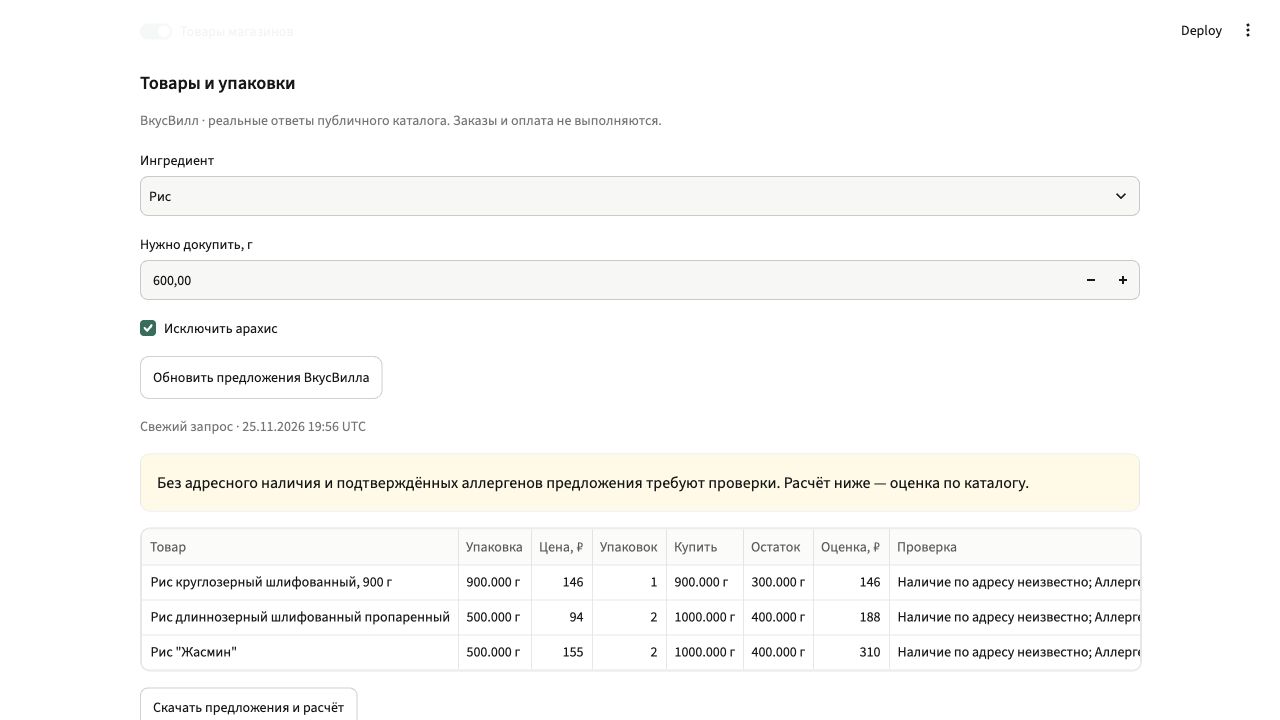 Товары магазинов
Deploy
Товары и упаковки
ВкусВилл · реальные ответы публичного каталога. Заказы и оплата не выполняются.
Ингредиент
Рис
Нужно докупить, г
600,00
Исключить арахис
Обновить предложения ВкусВилла
Свежий запрос · 25.11.2026 19:56 UTC
Без адресного наличия и подтверждённых аллергенов предложения требуют проверки. Расчёт ниже — оценка по каталогу.
Товар Упаковка Цена, ₽ Упаковок Купить Остаток Оценка, ₽ Проверка
Рис круглозерный шлифованный, 900 г 900.000 г 146 1 900.000 г 300.000 г 146 Наличие по адресу неизвестно; Аллерге
Рис длиннозерный шлифованный пропаренный 500.000 г 94 2 1000.000 г 400.000 г 188 Наличие по адресу неизвестно; Аллерге
Рис "Жасмин" 500.000 г 155 2 1000.000 г 400.000 г 310 Наличие по адресу неизвестно; Аллерге
Скачать предложения и расчёт